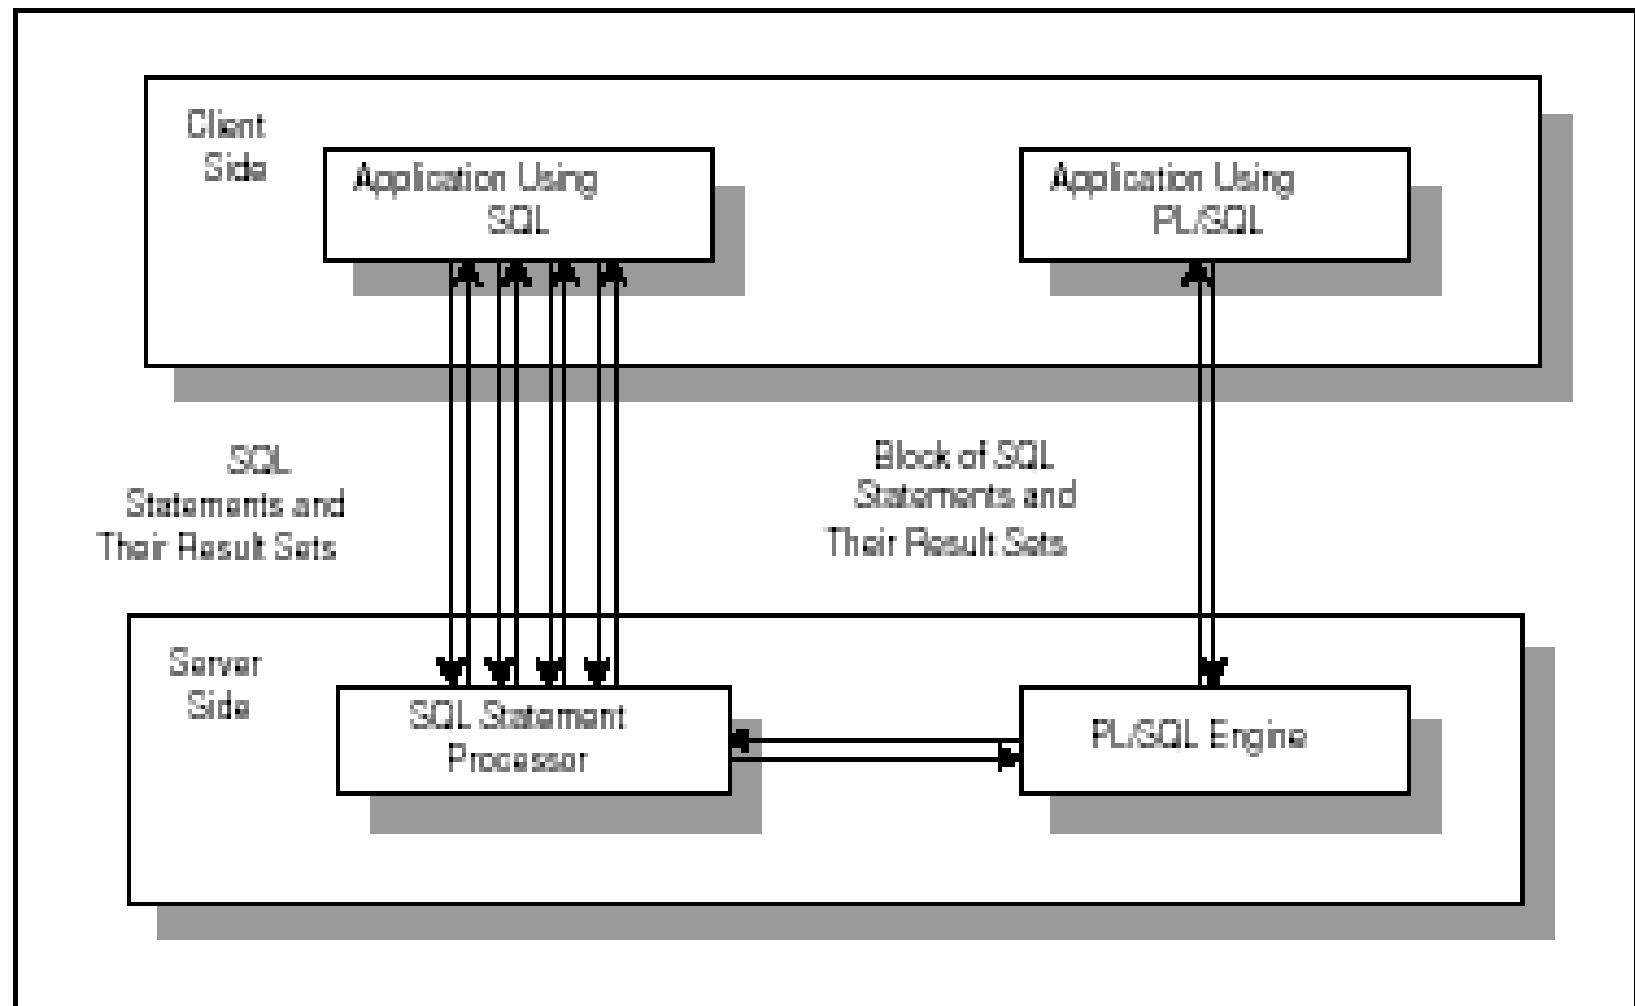 Client
Side
Application Using
SQL
Application Using
PL/SQL
SQL
Statements and
Their Result Sets
Block of SQL
Statements and
Their Result Sets
Server
Side
SQL Statement
Processor
PL/SQL Engine